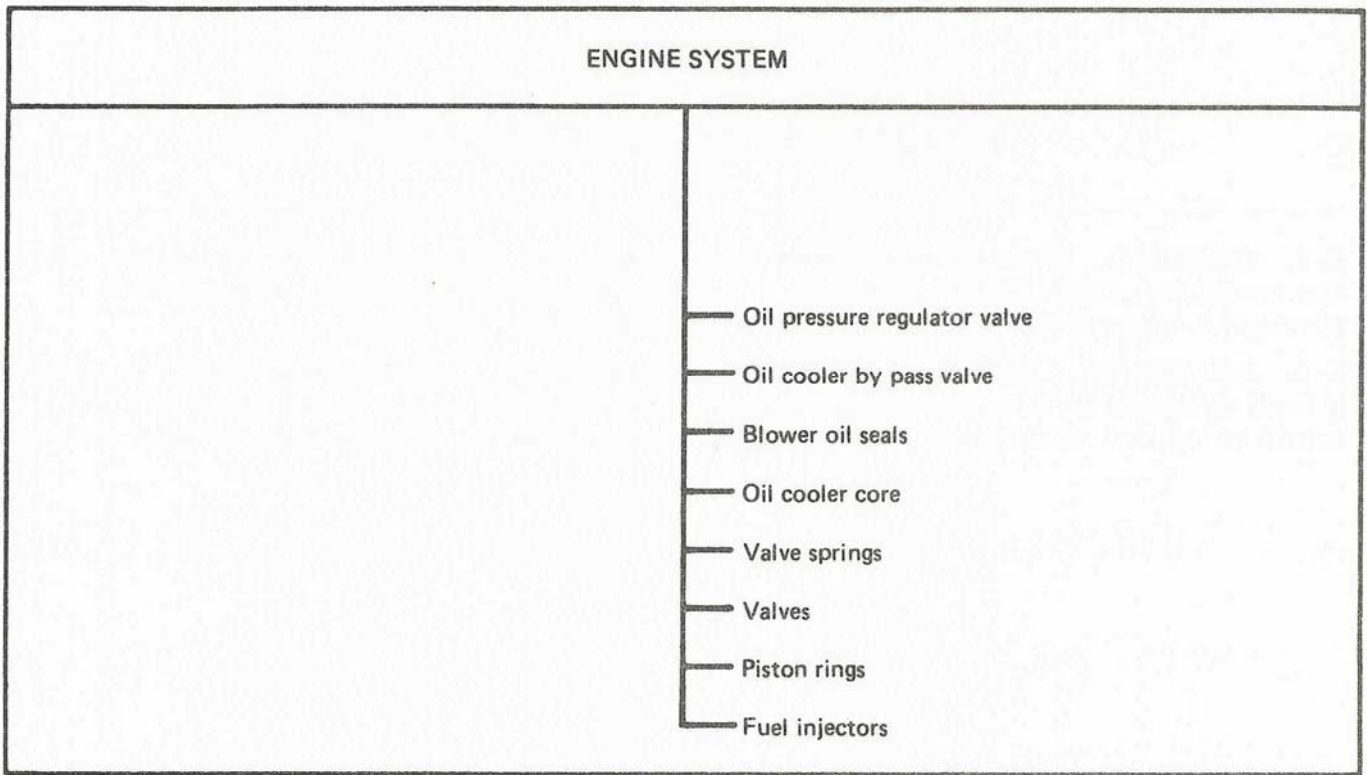 ENGINE SYSTEM
Oil pressure regulator valve
Oil cooler by pass valve
Blower oil seals
Oil cooler core
Valve springs
Valves
Piston rings
Fuel injectors